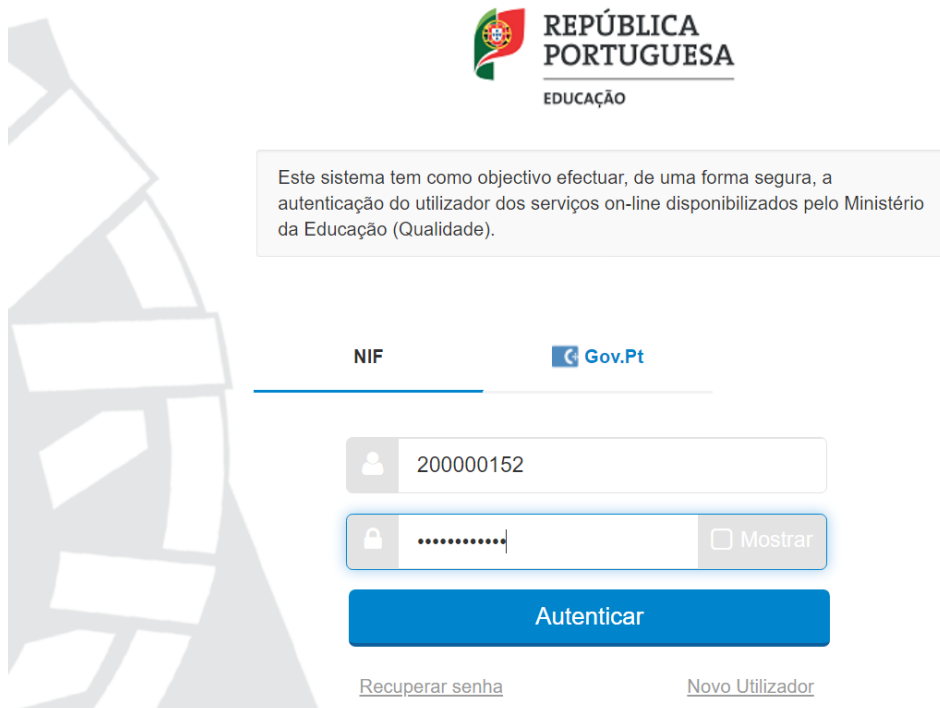 REPÚBLICA
PORTUGUESA
EDUCAÇÃO
Este sistema tem como objectivo efectuar, de uma forma segura, a
autenticação do utilizador dos serviços on-line disponibilizados pelo Ministério
da Educação (Qualidade).
NIF
Gov.Pt
200000152
••••••••••••
Mostrar
Autenticar
Recuperar senha
Novo Utilizador